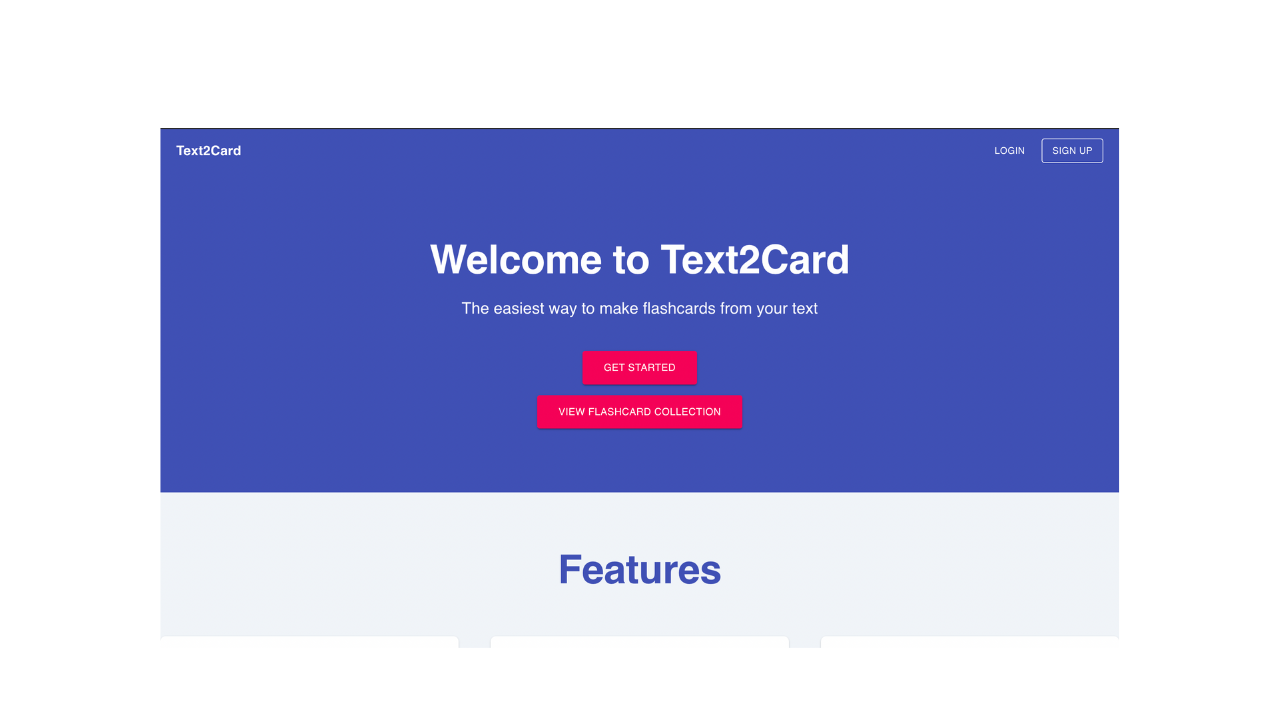 Text2Card
LOGIN
SIGN UP
Welcome to Text2Card
The easiest way to make flashcards from your text
GET STARTED
VIEW FLASHCARD COLLECTION
Features